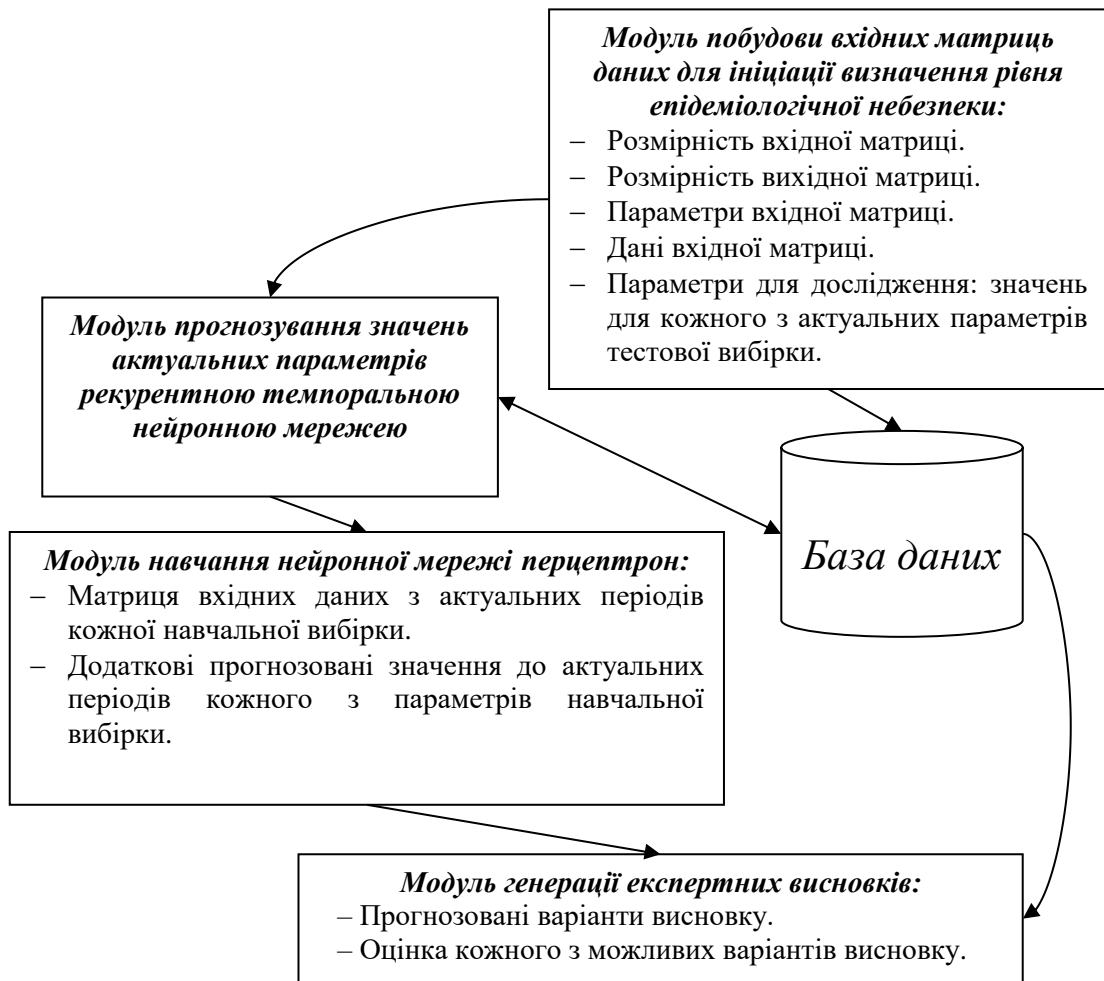 Модуль побудови вхідних матриць
даних для ініціації визначення рівня
епідеміологічної небезпеки:
– Розмірність вхідної матриці.
– Розмірність вихідної матриці.
– Параметри вхідної матриці.
– Дані вхідної матриці.
– Параметри для дослідження: значень
для кожного з актуальних параметрів
тестової вибірки.
Модуль прогнозування значень
актуальних параметрів
рекурентною темпоральною
нейронною мережею
База даних
Модуль навчання нейронної мережі перцептрон:
– Матриця вхідних даних з актуальних періодів
кожної навчальної вибірки.
– Додаткові прогнозовані значення до актуальних
періодів кожного з параметрів навчальної
вибірки.
Модуль генерації експертних висновків:
– Прогнозовані варіанти висновку.
– Оцінка кожного з можливих варіантів висновку.